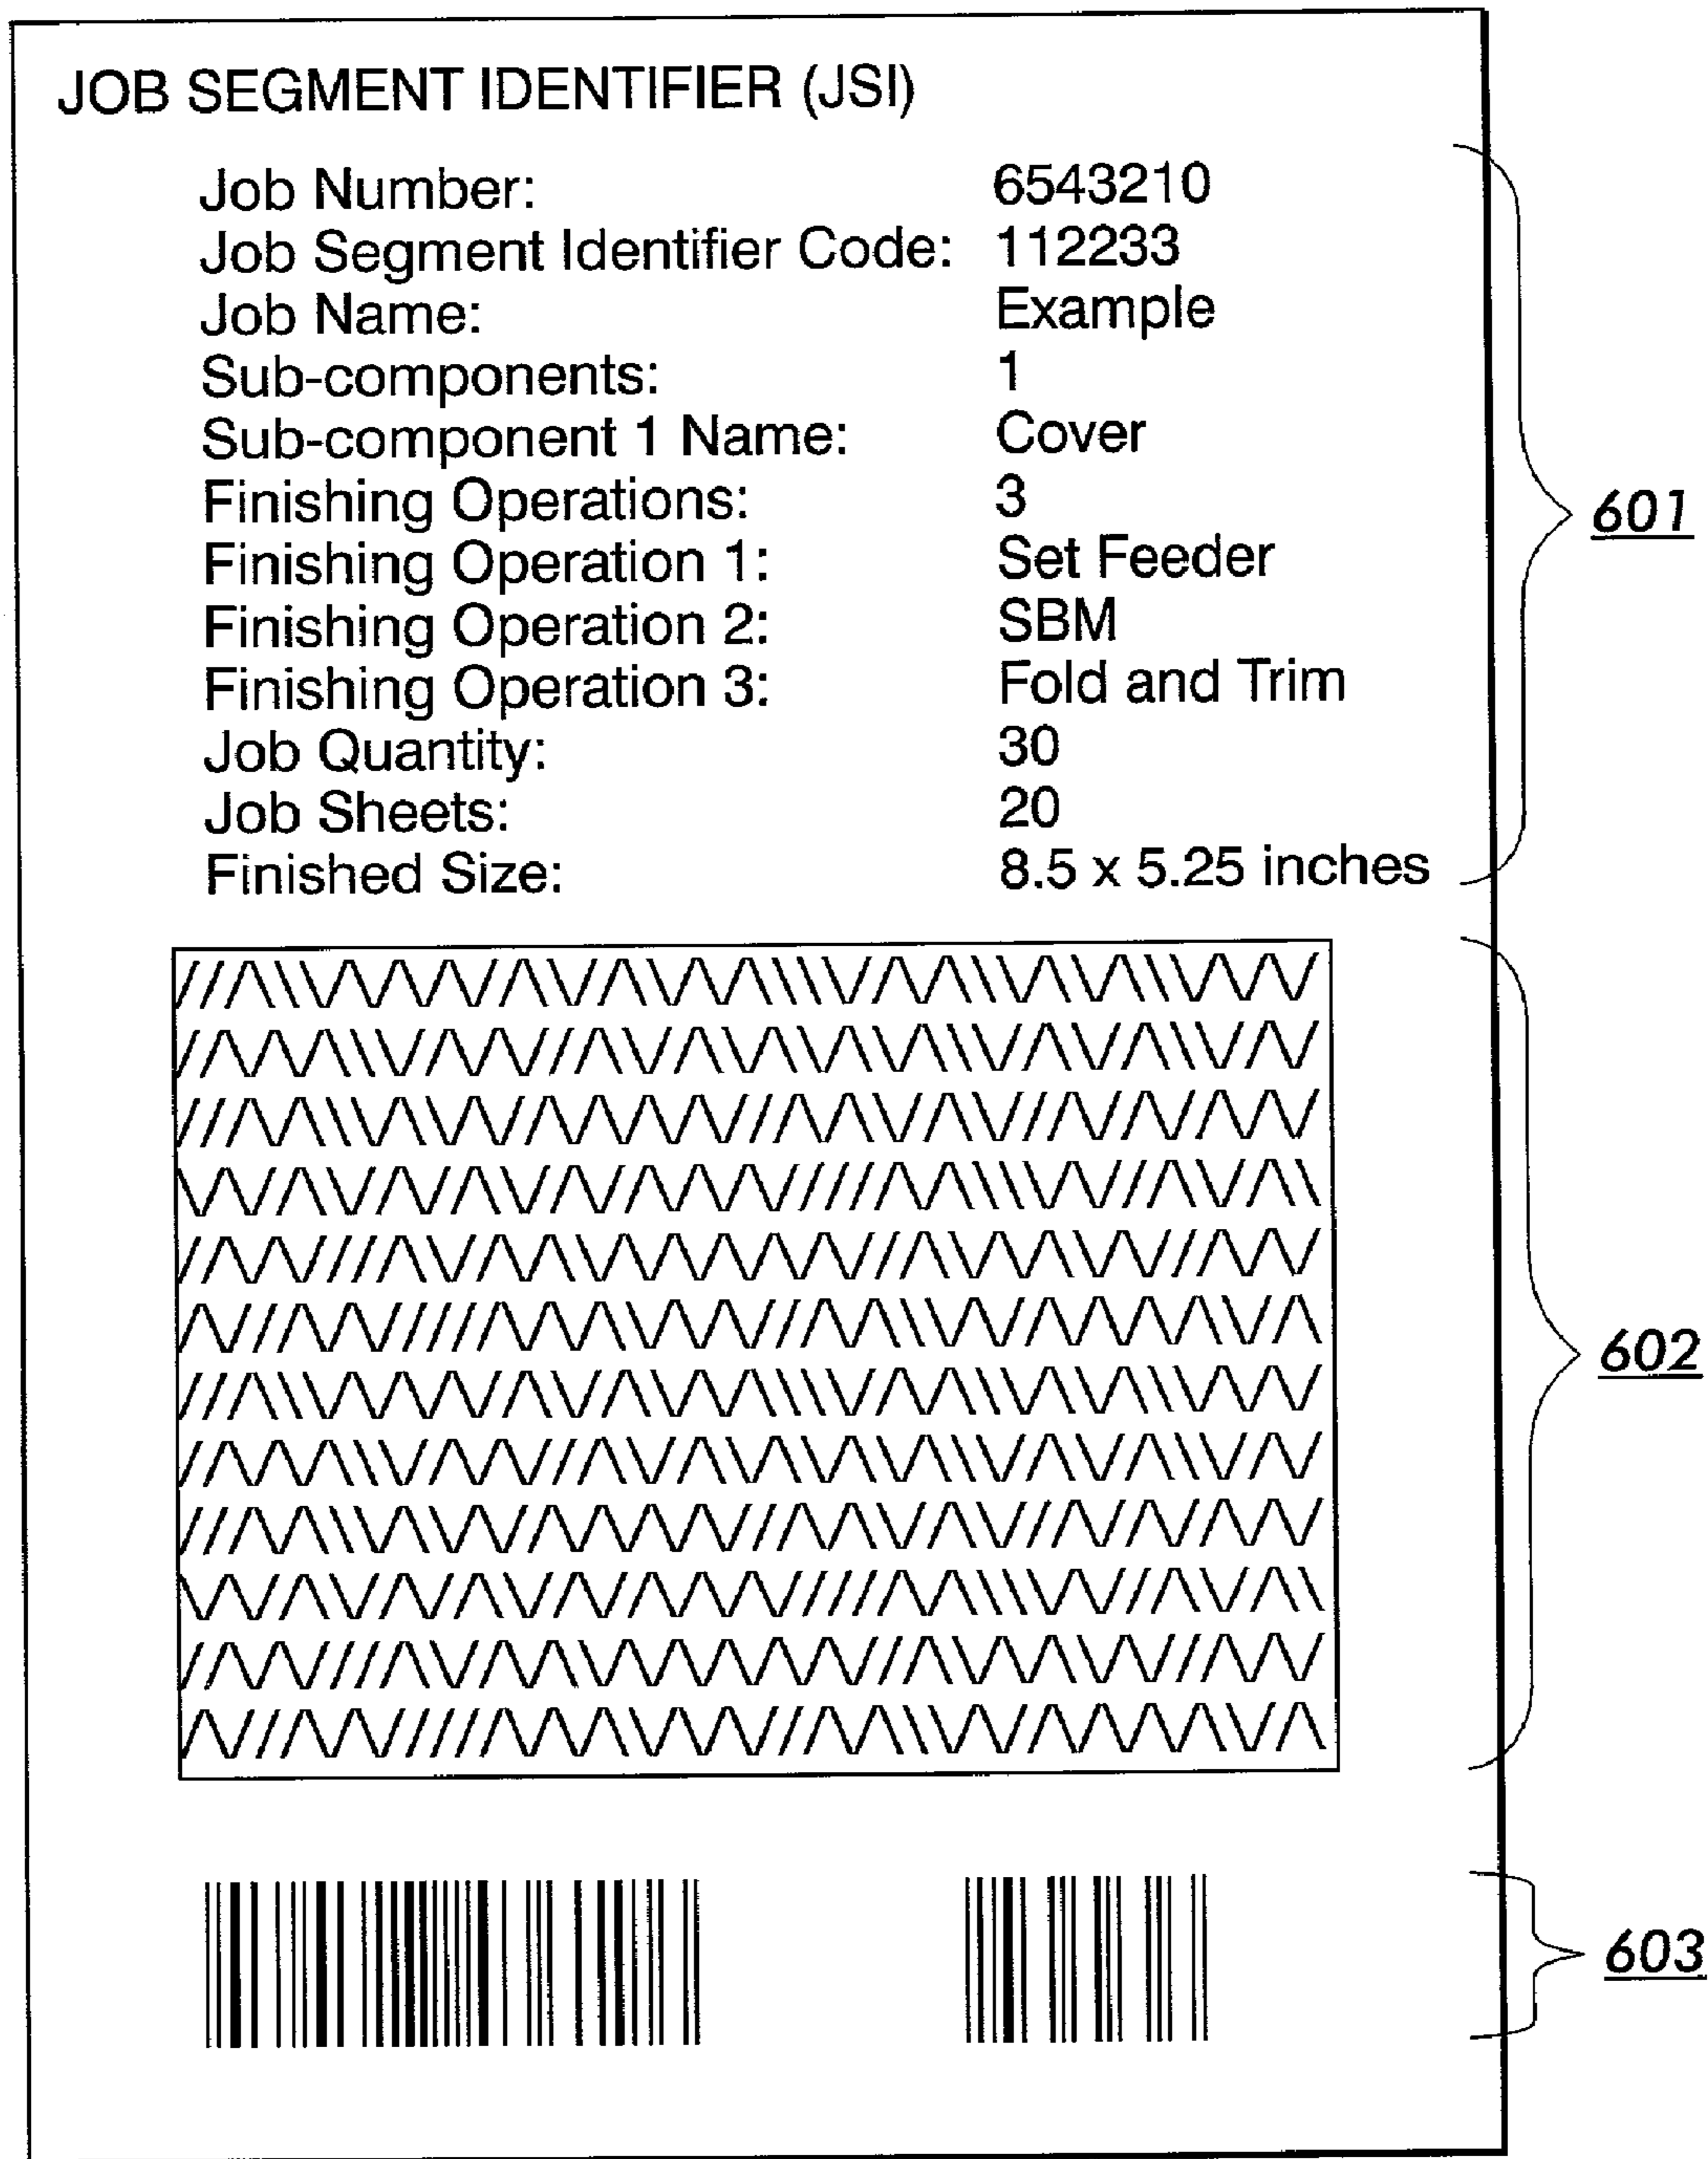 JOB SEGMENT IDENTIFIER (JSI)
Job Number: 6543210
Job Segment Identifier Code: 112233
Job Name: Example
Sub-components: 1
Sub-component 1 Name: Cover
Finishing Operations: 3
Finishing Operation 1: Set Feeder
Finishing Operation 2: SBM
Finishing Operation 3: Fold and Trim
Job Quantity: 30
Job Sheets: 20
Finished Size: 8.5 x 5.25 inches
601
602
603